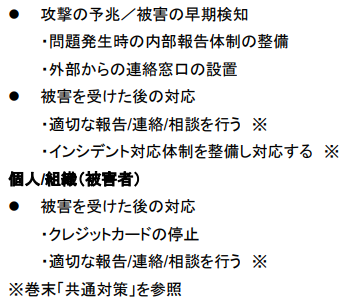 ● 攻撃の予兆／被害の早期検知
・問題発生時の内部報告体制の整備
・外部からの連絡窓口の設置
● 被害を受けた後の対応
・適切な報告/連絡/相談を行う ※
・インシデント対応体制を整備し対応する ※
個人/組織（被害者）
● 被害を受けた後の対応
・クレジットカードの停止
・適切な報告/連絡/相談を行う ※
※巻末「共通対策」を参照